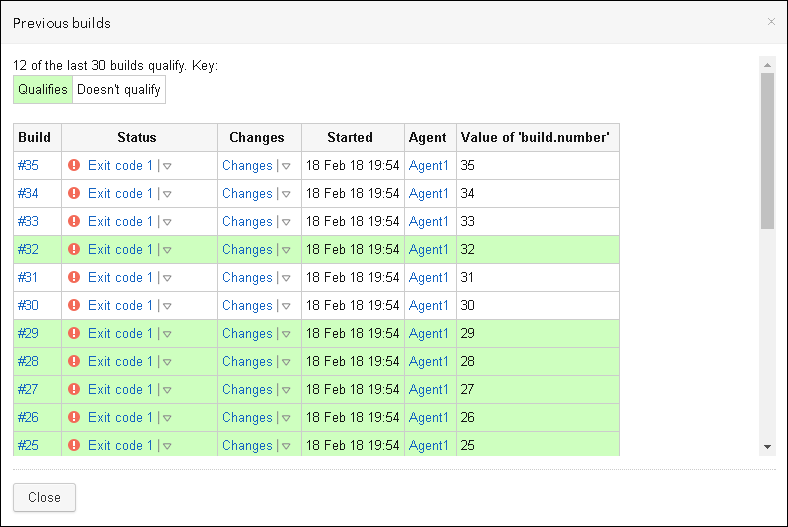 Previous builds ×
12 of the last 30 builds qualify. Key:
Qualifies Doesn't qualify
Build Status Changes Started Agent Value of 'build.number'
#35 Exit code 1 | Changes | 18 Feb 18 19:54 Agent1 35
#34 Exit code 1 | Changes | 18 Feb 18 19:54 Agent1 34
#33 Exit code 1 | Changes | 18 Feb 18 19:54 Agent1 33
#32 Exit code 1 | Changes | 18 Feb 18 19:54 Agent1 32
#31 Exit code 1 | Changes | 18 Feb 18 19:54 Agent1 31
#30 Exit code 1 | Changes | 18 Feb 18 19:54 Agent1 30
#29 Exit code 1 | Changes | 18 Feb 18 19:54 Agent1 29
#28 Exit code 1 | Changes | 18 Feb 18 19:54 Agent1 28
#27 Exit code 1 | Changes | 18 Feb 18 19:54 Agent1 27
#26 Exit code 1 | Changes | 18 Feb 18 19:54 Agent1 26
#25 Exit code 1 | Changes | 18 Feb 18 19:54 Agent1 25
Close